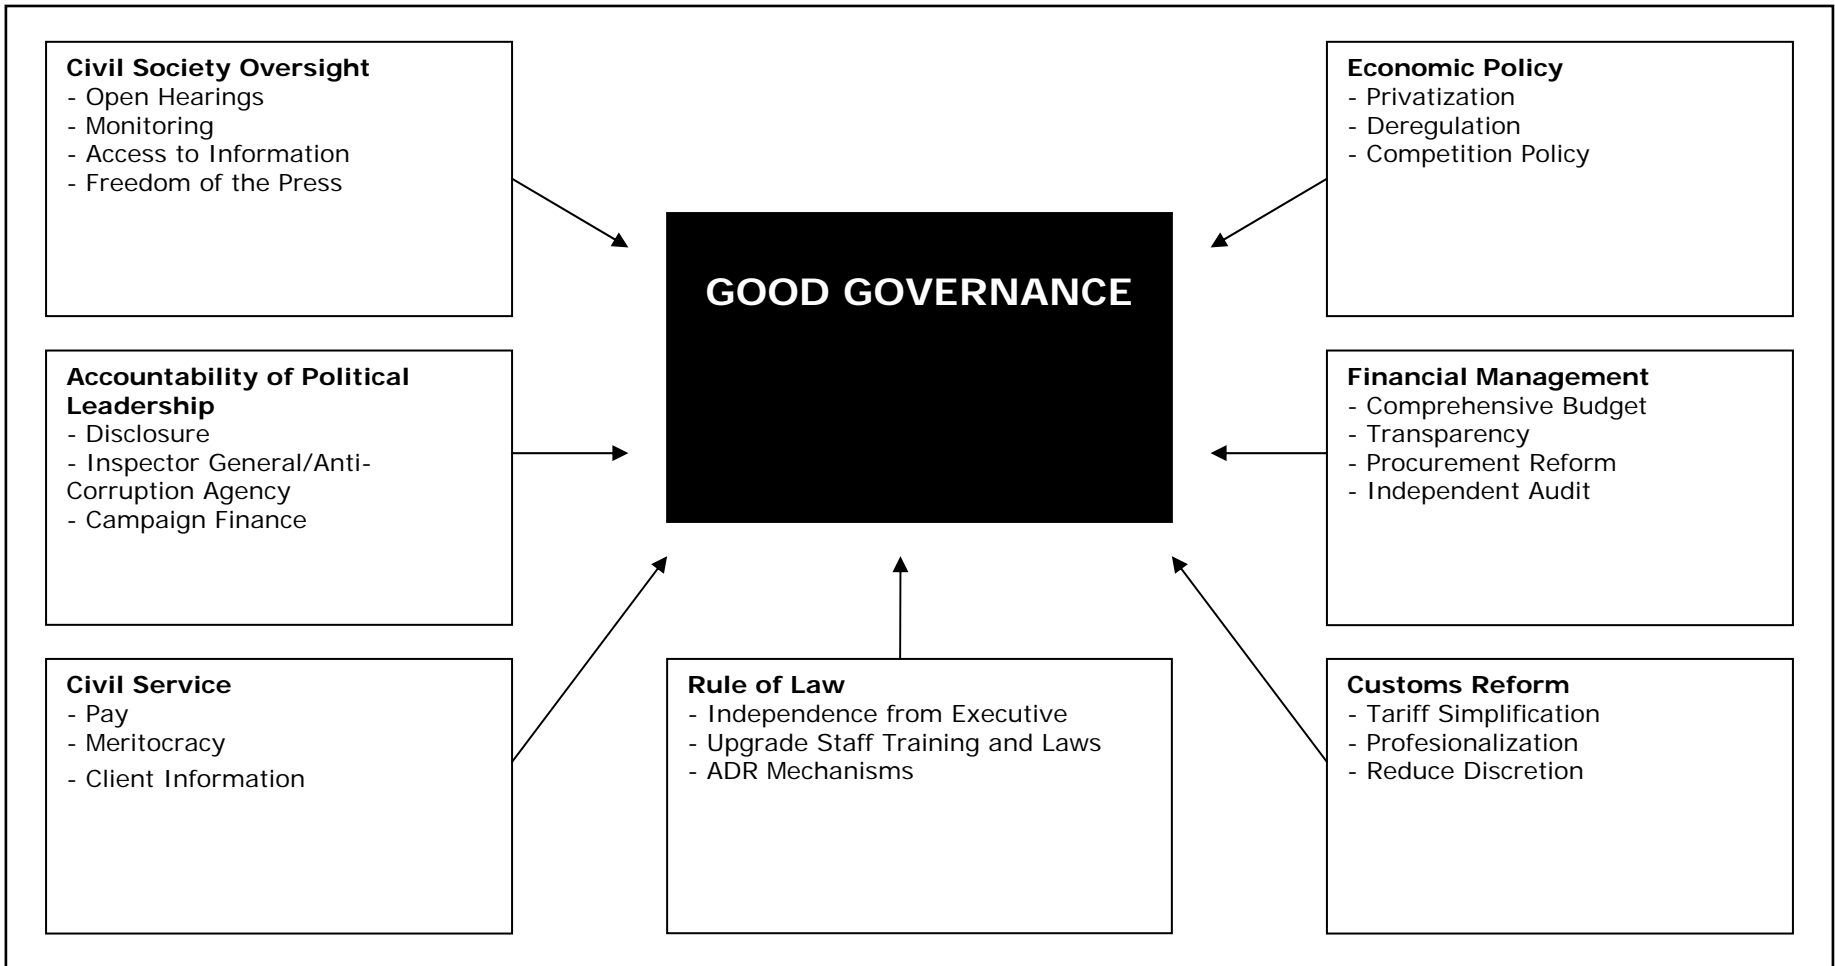 Civil Society Oversight
- Open Hearings
- Monitoring
- Access to Information
- Freedom of the Press
Economic Policy
- Privatization
- Deregulation
- Competition Policy
GOOD GOVERNANCE
Accountability of Political
Leadership
- Disclosure
- Inspector General/Anti-
Corruption Agency
- Campaign Finance
Financial Management
- Comprehensive Budget
- Transparency
- Procurement Reform
- Independent Audit
Civil Service
- Pay
- Meritocracy
- Client Information
Rule of Law
- Independence from Executive
- Upgrade Staff Training and Laws
- ADR Mechanisms
Customs Reform
- Tariff Simplification
- Profesionalization
- Reduce Discretion